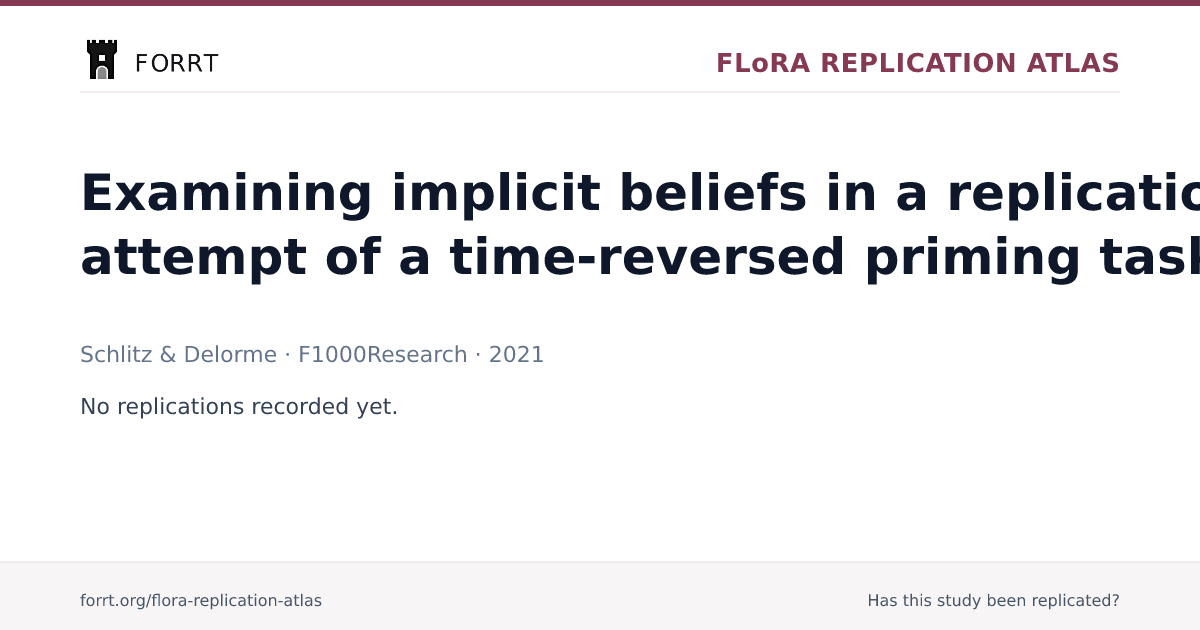 FORRT
FLoRA REPLICATION ATLAS
Examining implicit beliefs in a replicatio
attempt of a time-reversed priming task
Schlitz & Delorme · F1000Research · 2021
No replications recorded yet.
forrt.org/flora-replication-atlas
Has this study been replicated?